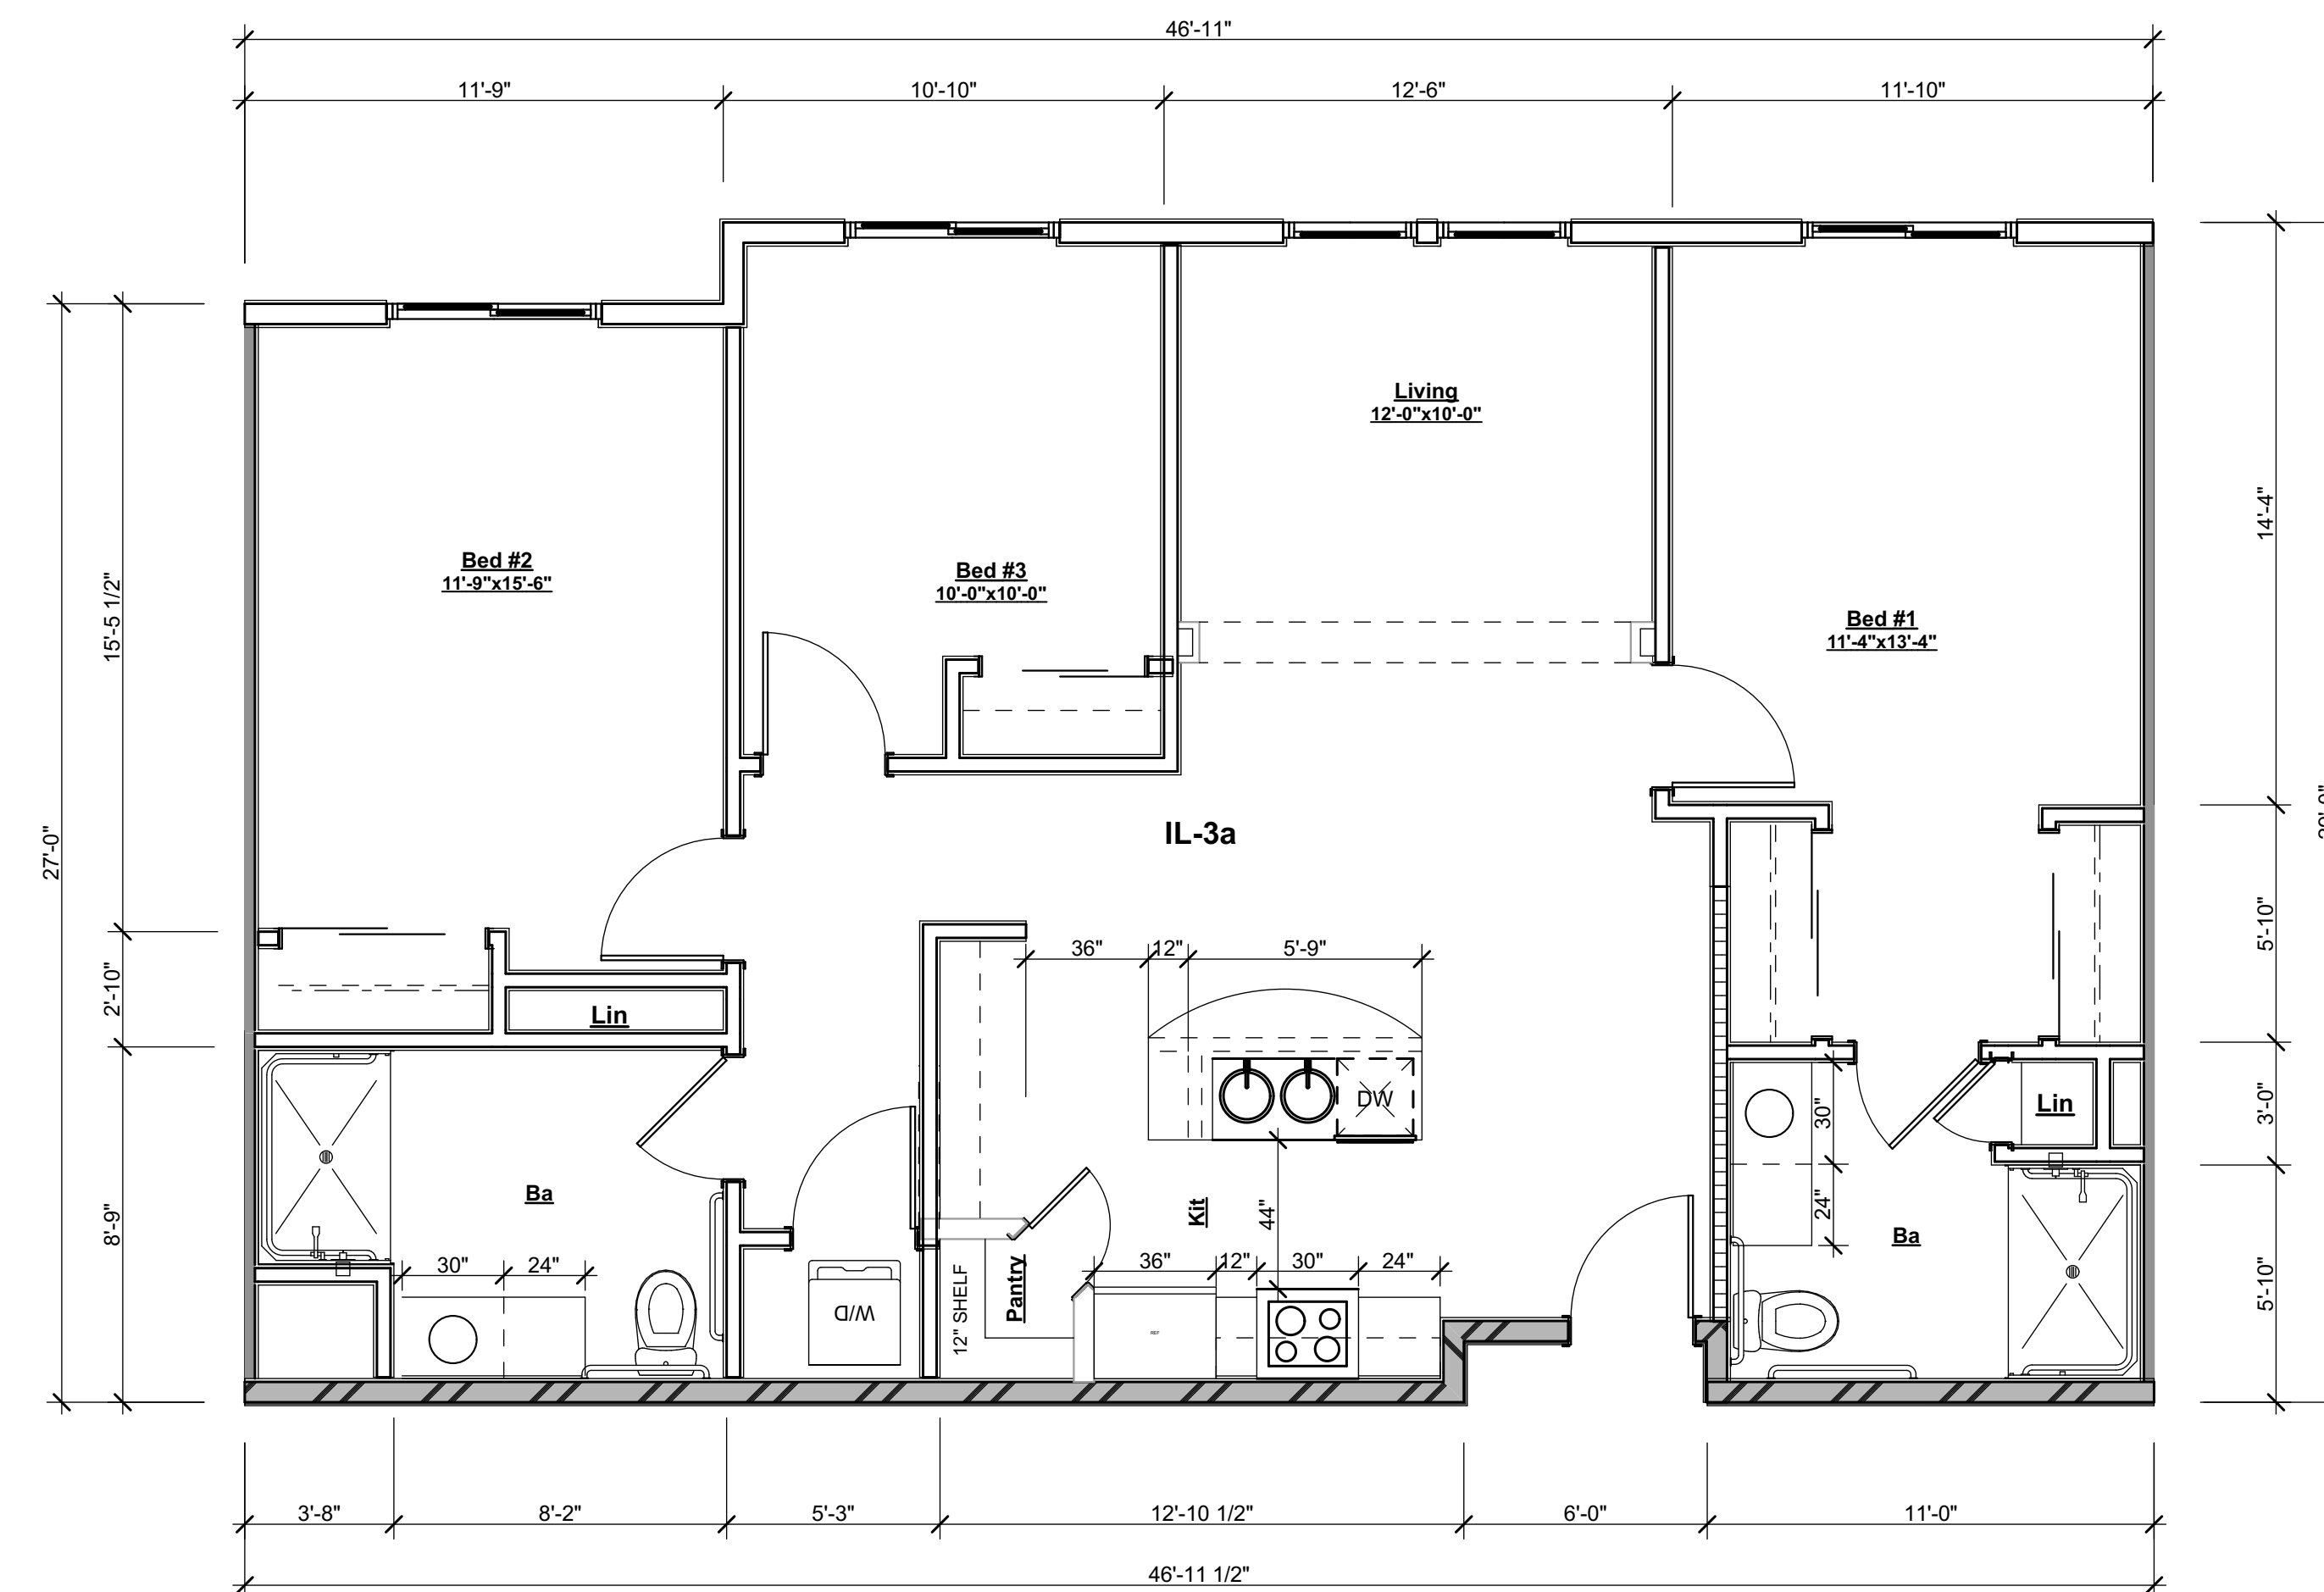 46'-11"
11'-9"
10'-10"
12'-6"
11'-10"
Living
12'-0"x10'-0"
14'-4"
Bed #2
11'-9"x15'-6"
Bed #3
10'-0"x10'-0"
Bed #1
11'-4"x13'-4"
15'-5 1/2"
27'-0"
IL-3a
36"
12"
5'-9"
5'-10"
2'-10"
Lin
DW
30"
Lin
3'-0"
Ba
Kit
44"
24"
Ba
8'-9"
30"
24"
W/D
12" SHELF
Pantry
36"
12"
30"
24"
REF
5'-10"
3'-8"
8'-2"
5'-3"
12'-10 1/2"
6'-0"
11'-0"
46'-11 1/2"